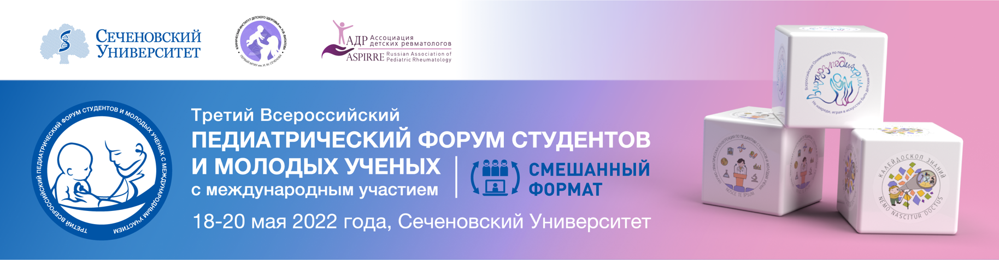 СЕЧЕНОВСКИЙ
УНИВЕРСИТЕТ
КЛИНИЧЕСКИЙ ИНСТИТУТ ДЕТСКОГО ЗДОРОВЬЯ им. Н.Ф. ФИЛАТОВА
ПЕРВЫЙ МГМУ им. И. М. СЕЧЕНОВА
АДР Ассоциация
детских ревматологов
ASPIRRE Russian Association of
Pediatric Rheumatology
ТРЕТИЙ ВСЕРОССИЙСКИЙ ПЕДИАТРИЧЕСКИЙ ФОРУМ СТУДЕНТОВ И МОЛОДЫХ УЧЕНЫХ С МЕЖДУНАРОДНЫМ УЧАСТИЕМ
Третий Всероссийский
ПЕДИАТРИЧЕСКИЙ ФОРУМ СТУДЕНТОВ
И МОЛОДЫХ УЧЕНЫХ
с международным участием
СМЕШАННЫЙ
ФОРМАТ
18-20 мая 2022 года, Сеченовский Университет
Всероссийская Олимпиада по педиатрии
Не навреди, играя в искусство быть детским врачом
NOSCE TE IPSUM
КАЛЕЙДОСКОП ЗНАНИЙ
NEMO NASCITUR DOCTUS